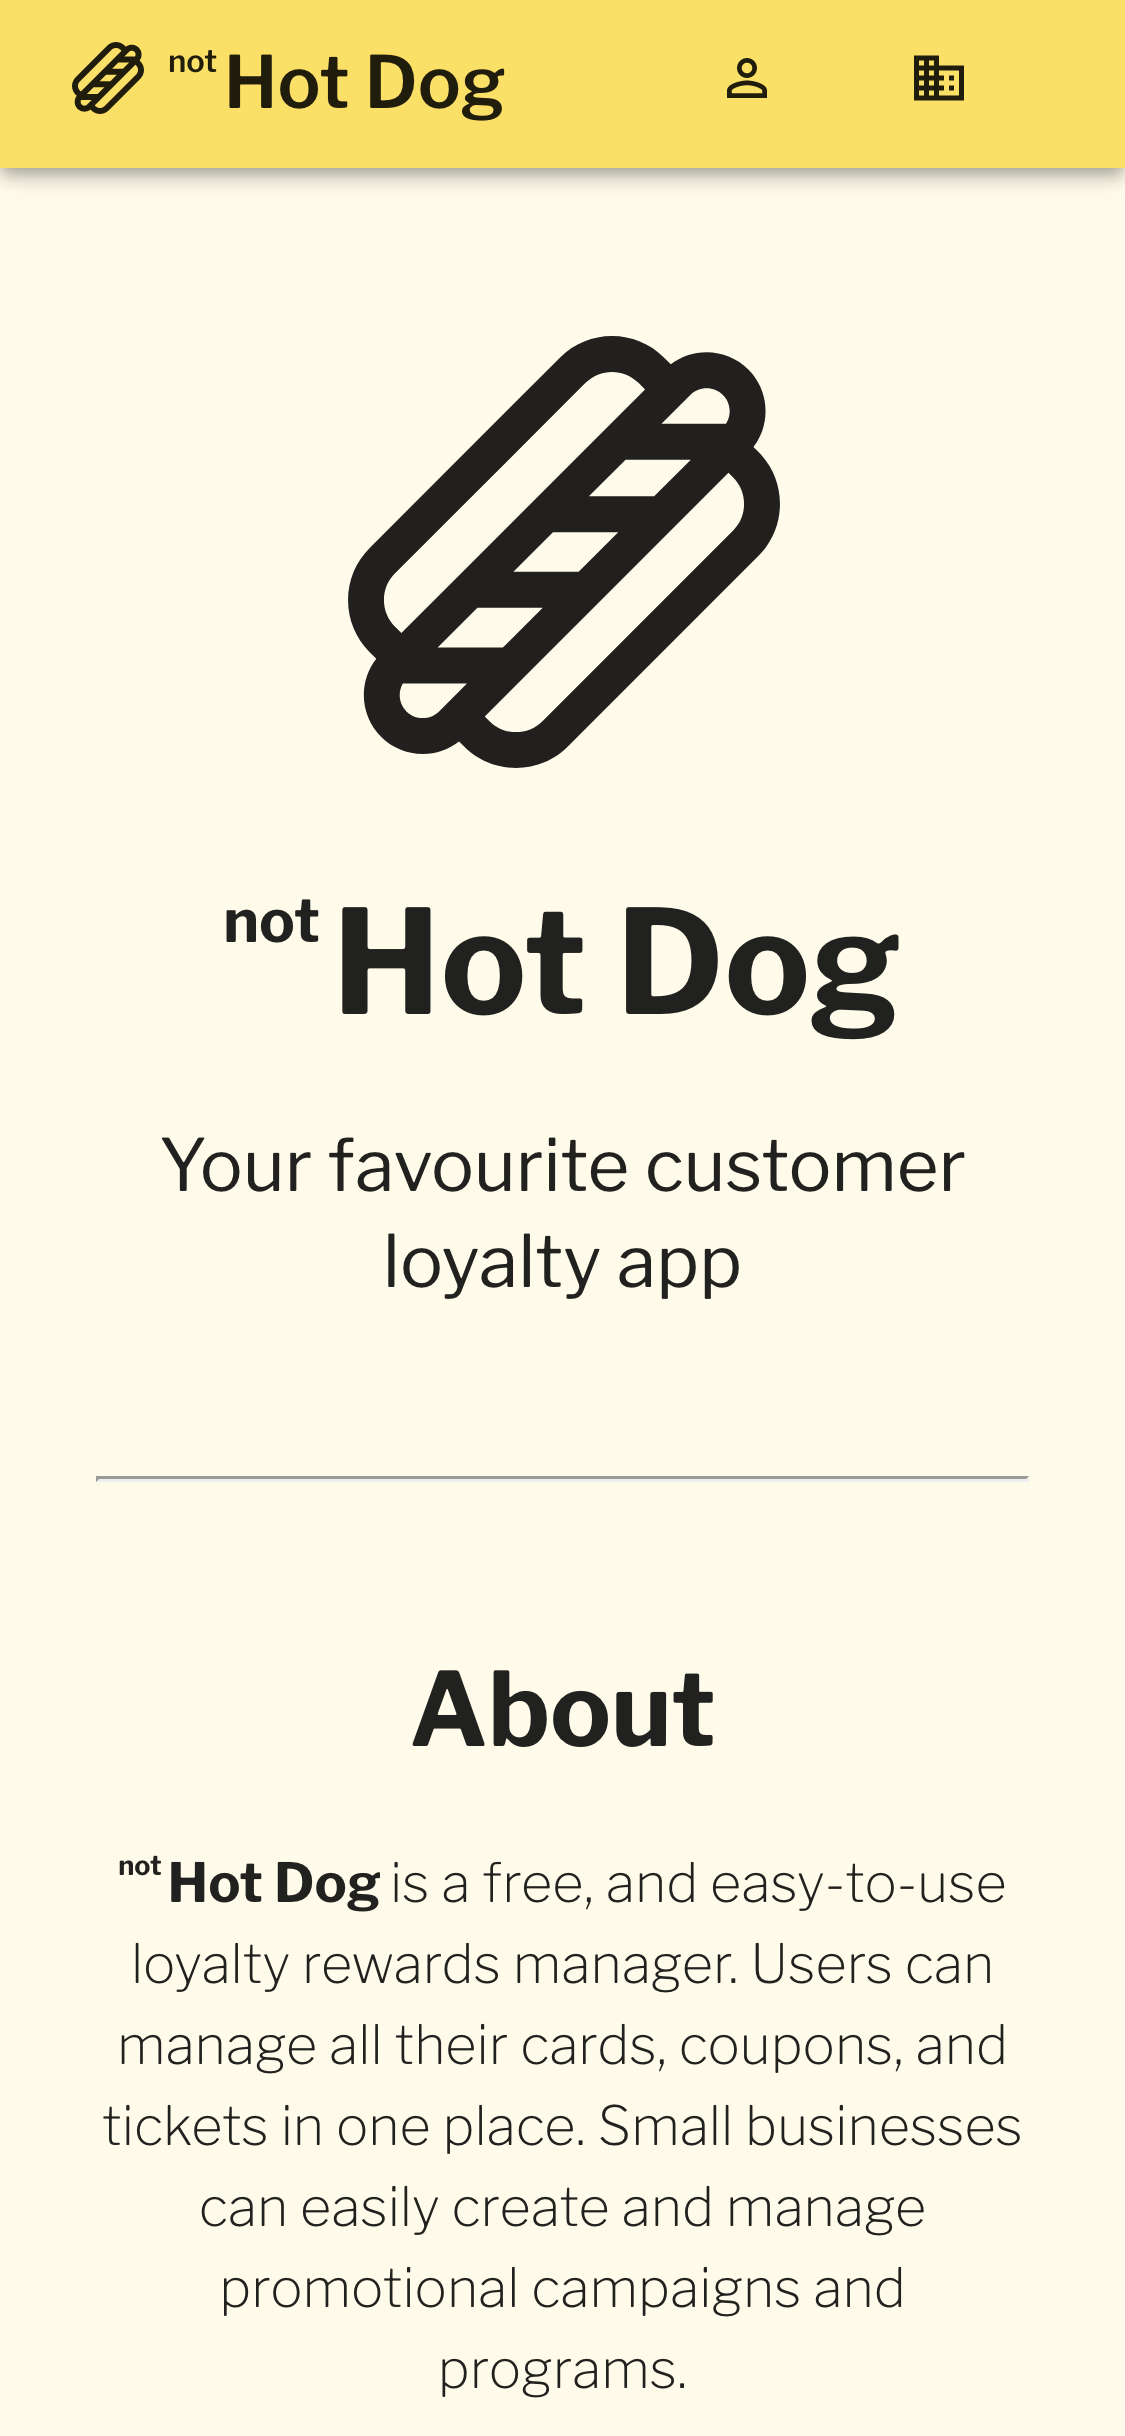 not Hot Dog
not Hot Dog
Your favourite customer
loyalty app
About
not Hot Dog is a free, and easy-to-use
loyalty rewards manager. Users can
manage all their cards, coupons, and
tickets in one place. Small businesses
can easily create and manage
promotional campaigns and
programs.